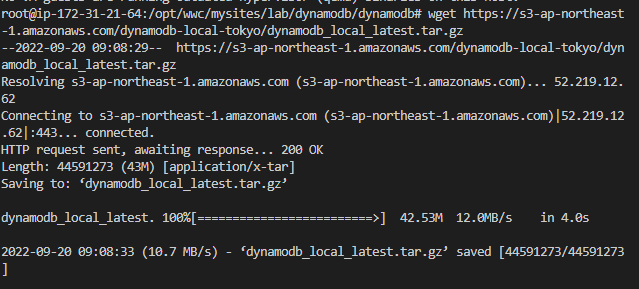 root@ip-172-31-21-64:/opt/wwc/mysites/lab/dynamodb/dynamodb# wget https://s3-ap-northeast
-1.amazonaws.com/dynamodb-local-tokyo/dynamodb_local_latest.tar.gz
--2022-09-20 09:08:29--  https://s3-ap-northeast-1.amazonaws.com/dynamodb-local-tokyo/dyn
amodb_local_latest.tar.gz
Resolving s3-ap-northeast-1.amazonaws.com (s3-ap-northeast-1.amazonaws.com)... 52.219.12.
62
Connecting to s3-ap-northeast-1.amazonaws.com (s3-ap-northeast-1.amazonaws.com)|52.219.12
.62|:443... connected.
HTTP request sent, awaiting response... 200 OK
Length: 44591273 (43M) [application/x-tar]
Saving to: ‘dynamodb_local_latest.tar.gz’

dynamodb_local_latest. 100%[=========================>]  42.53M  12.0MB/s    in 4.0s

2022-09-20 09:08:33 (10.7 MB/s) - ‘dynamodb_local_latest.tar.gz’ saved [44591273/44591273
]